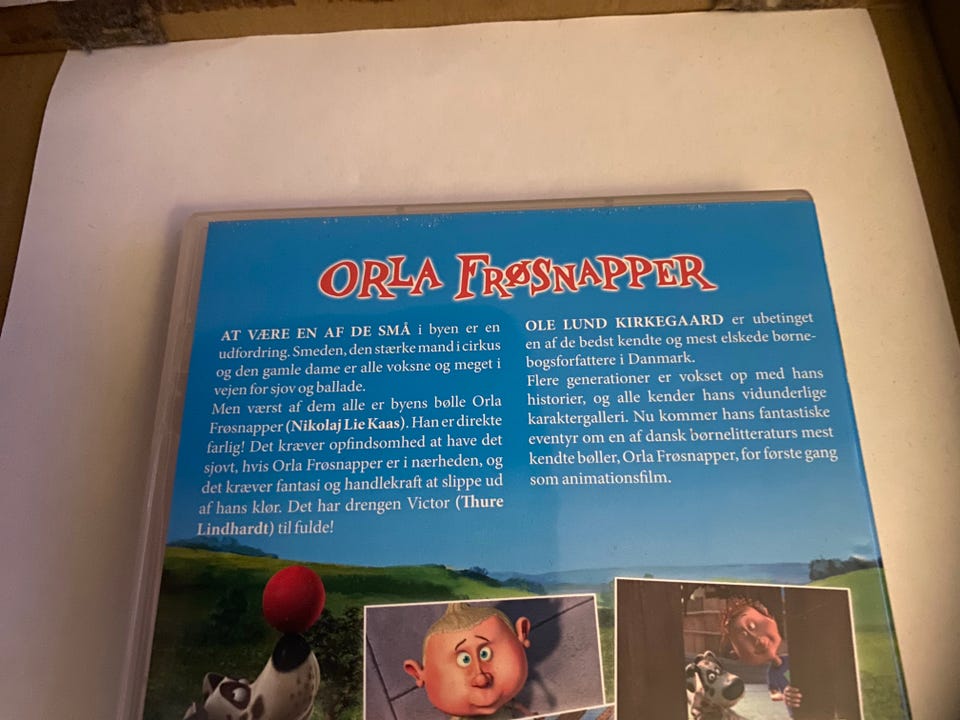 ORLA FRØSNAPPER
AT VÆRE EN AF DE SMÅ i byen er en
udfordring. Smeden, den stærke mand i cirkus
og den gamle dame er alle voksne og meget i
vejen for sjov og ballade.
Men værst af dem alle er byens bølle Orla
Frøsnapper (Nikolaj Lie Kaas). Han er direkte
farlig! Det kræver opfindsomhed at have det
sjovt, hvis Orla Frøsnapper er i nærheden, og
det kræver fantasi og handlekraft at slippe ud
af hans klør. Det har drengen Victor (Thure
Lindhardt) til fulde!
OLE LUND KIRKEGAARD er ubetinget
en af de bedst kendte og mest elskede børne-
bogsforfattere i Danmark.
Flere generationer er vokset op med hans
historier, og alle kender hans vidunderlige
karaktergalleri. Nu kommer hans fantastiske
eventyr om en af dansk børnelitteraturs mest
kendte bøller, Orla Frøsnapper, for første gang
som animationsfilm.